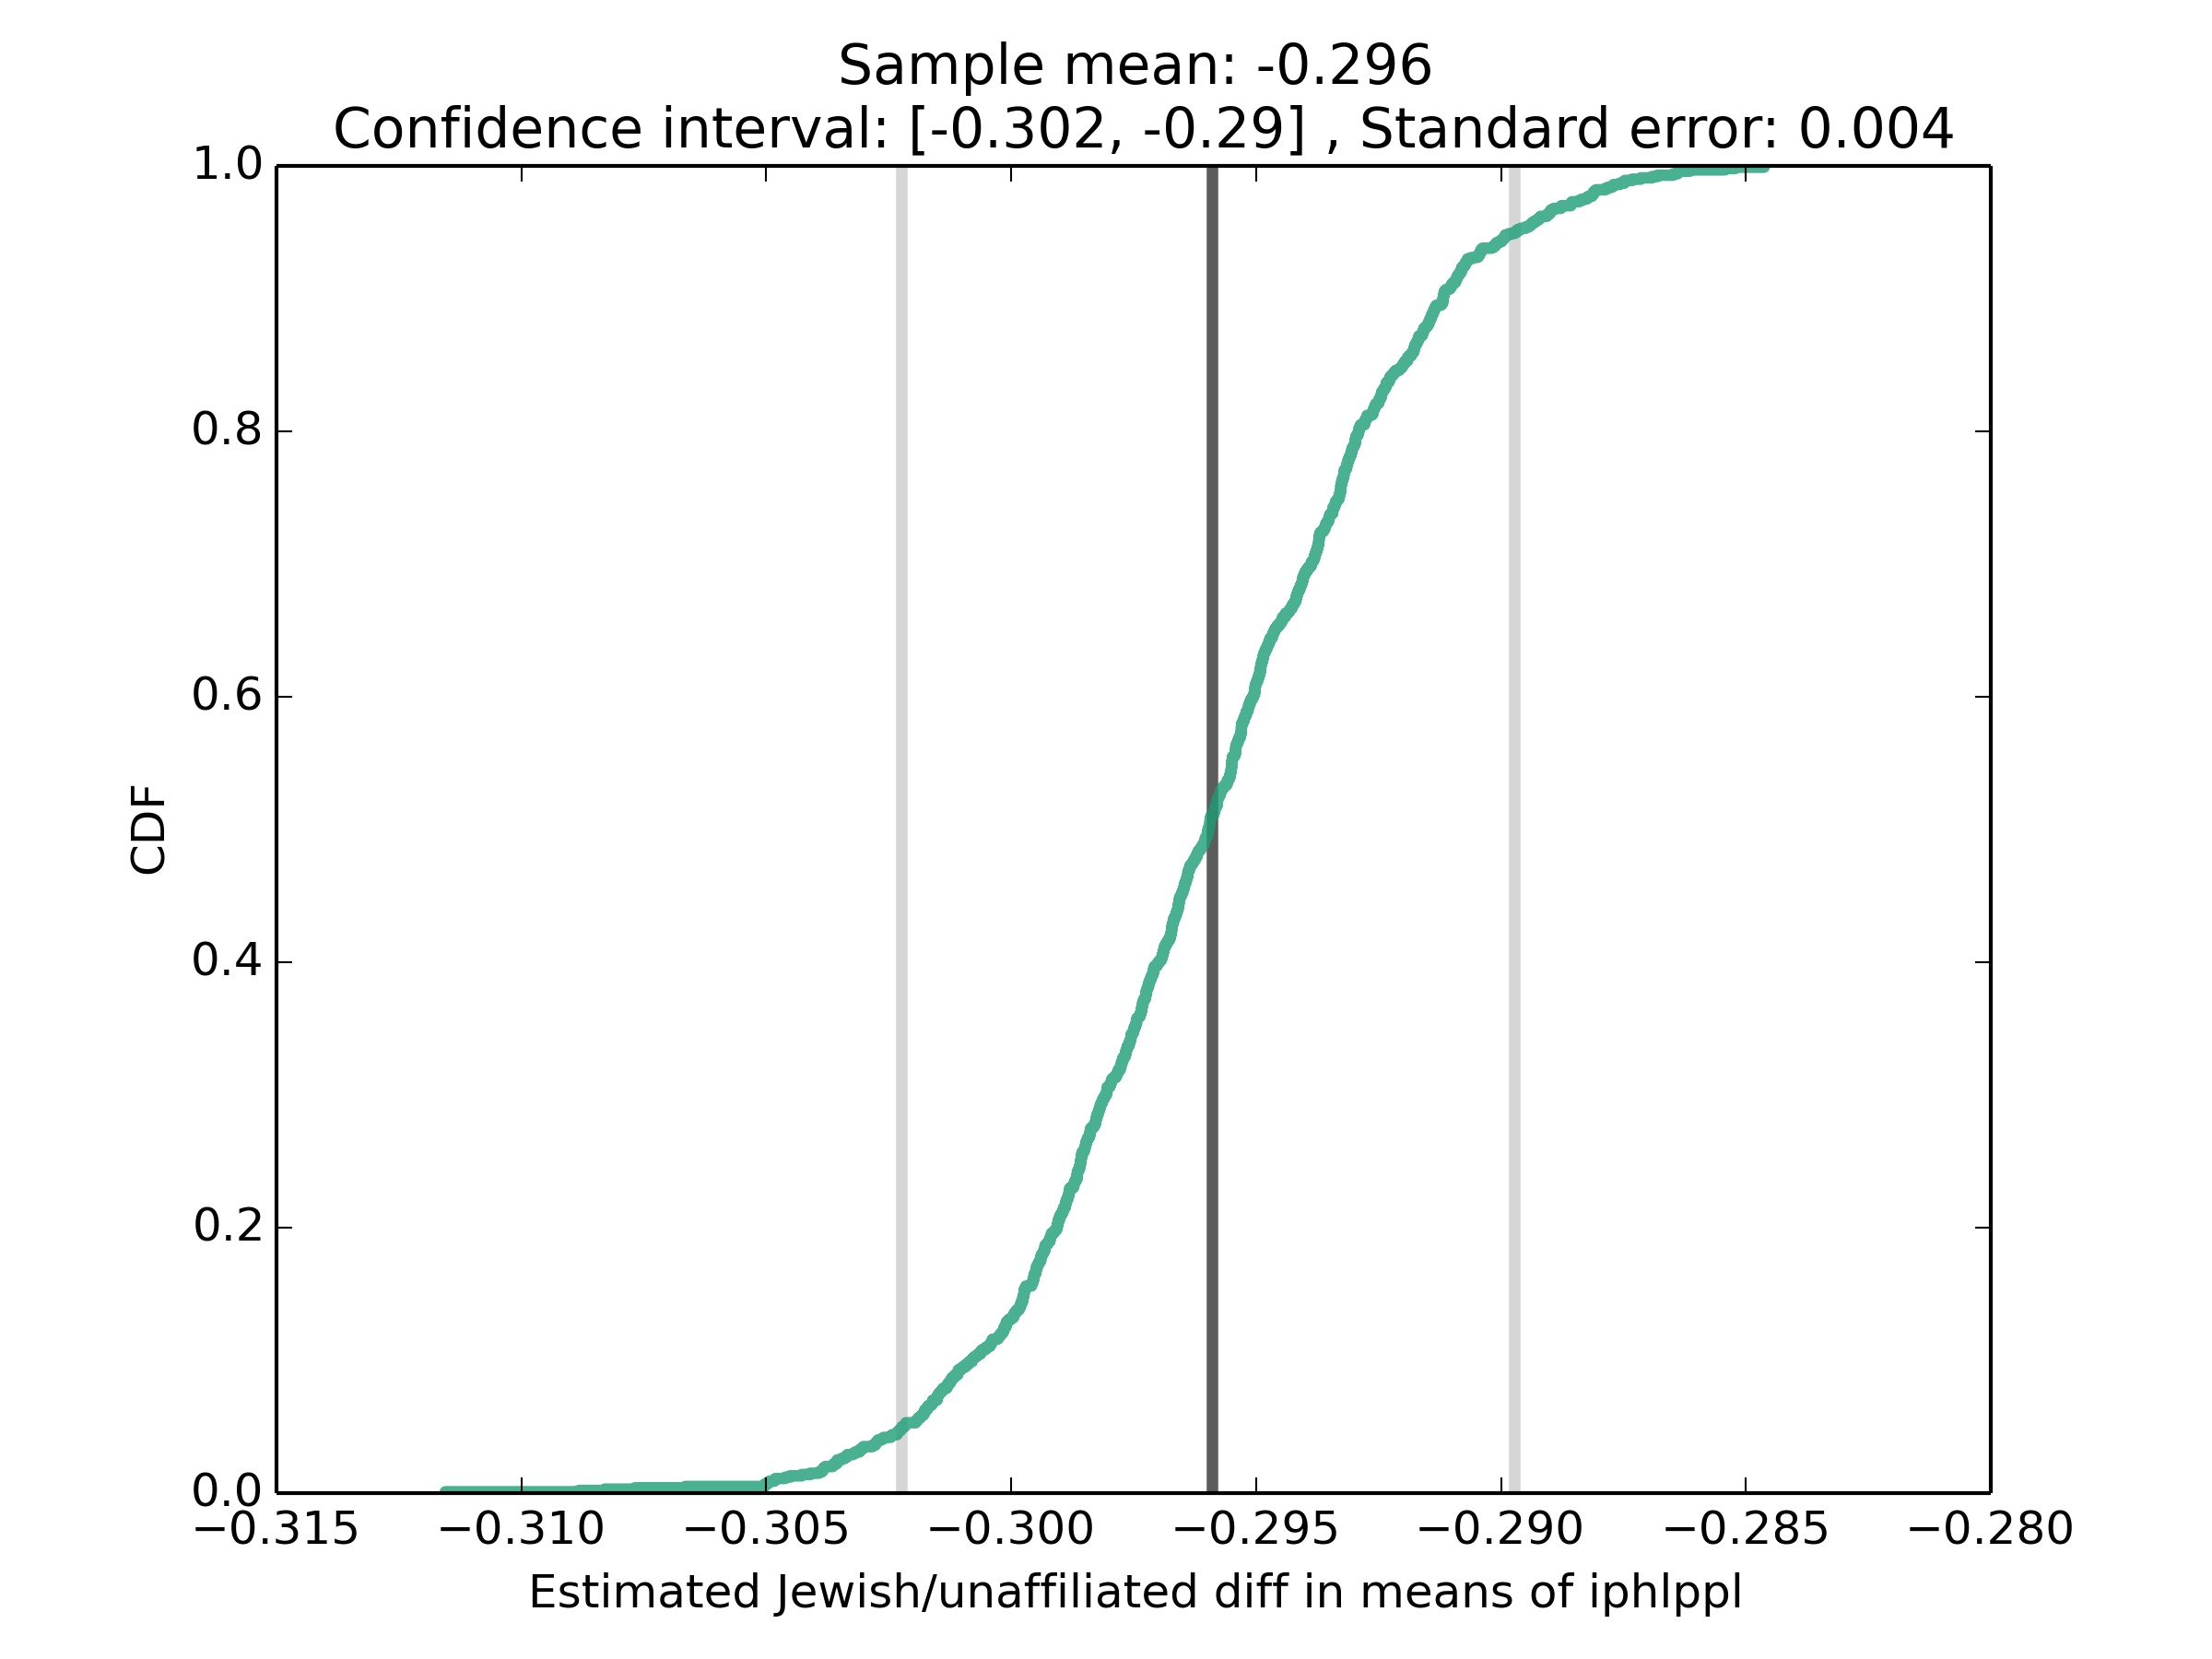 Sample mean: -0.296
Confidence interval: [-0.302, -0.29] , Standard error: 0.004
1.0
0.8
0.6
0.4
0.2
0.0
CDF
−0.315 −0.310 −0.305 −0.300 −0.295 −0.290 −0.285 −0.280
Estimated Jewish/unaffiliated diff in means of iphlppl